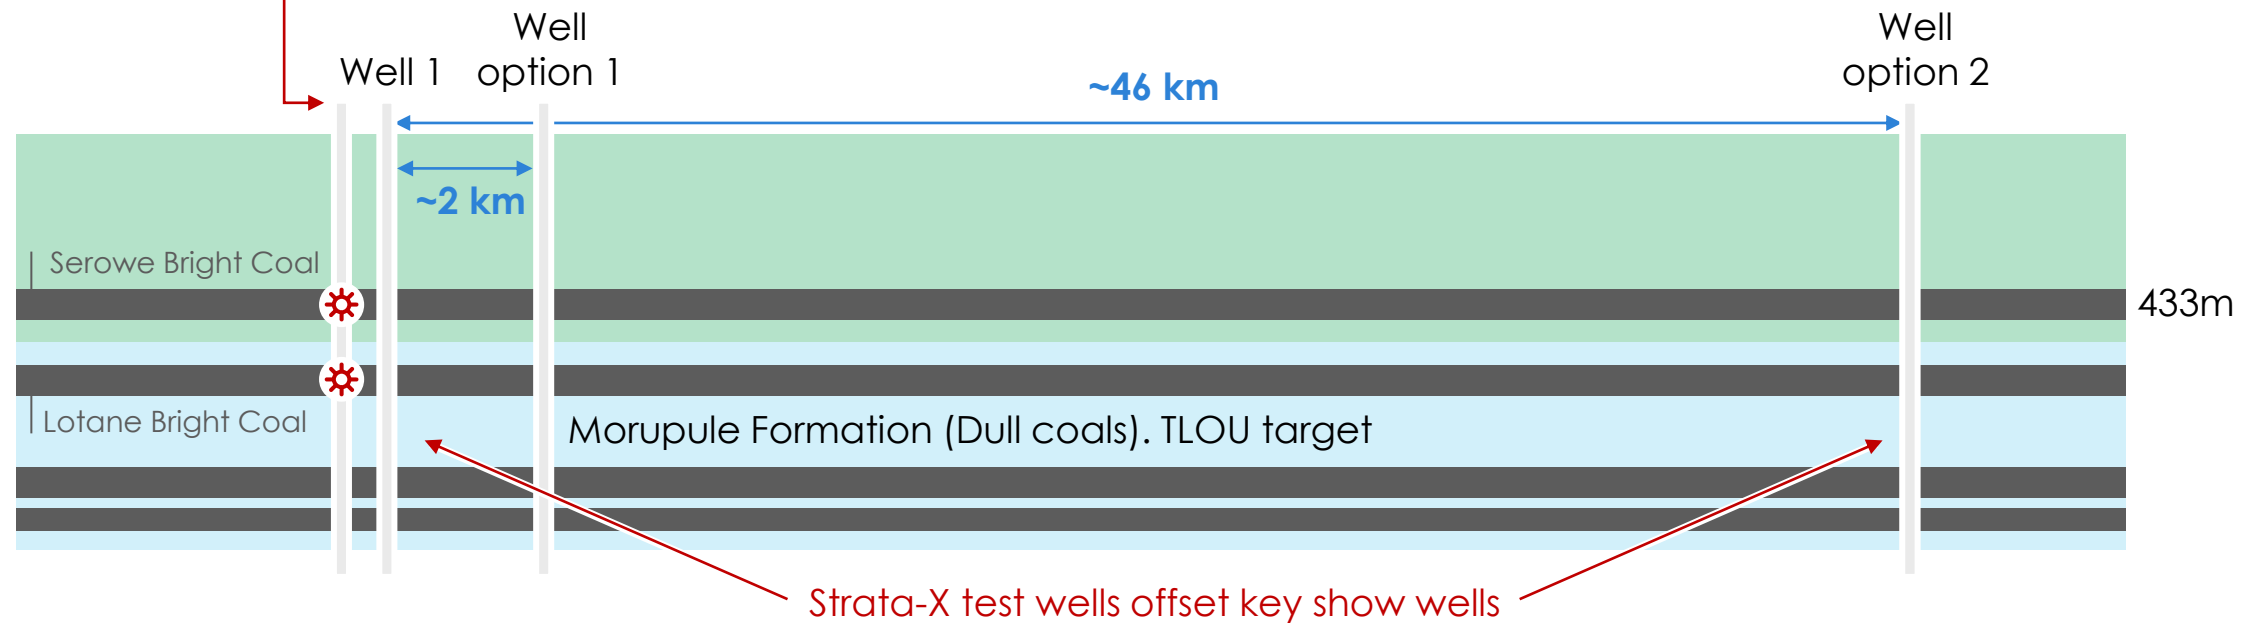 Well 1
Well
option 1
Well
option 2
~46 km
~2 km
Serowe Bright Coal
433m
Lotane Bright Coal
Morupule Formation (Dull coals). TLOU target
Strata-X test wells offset key show wells